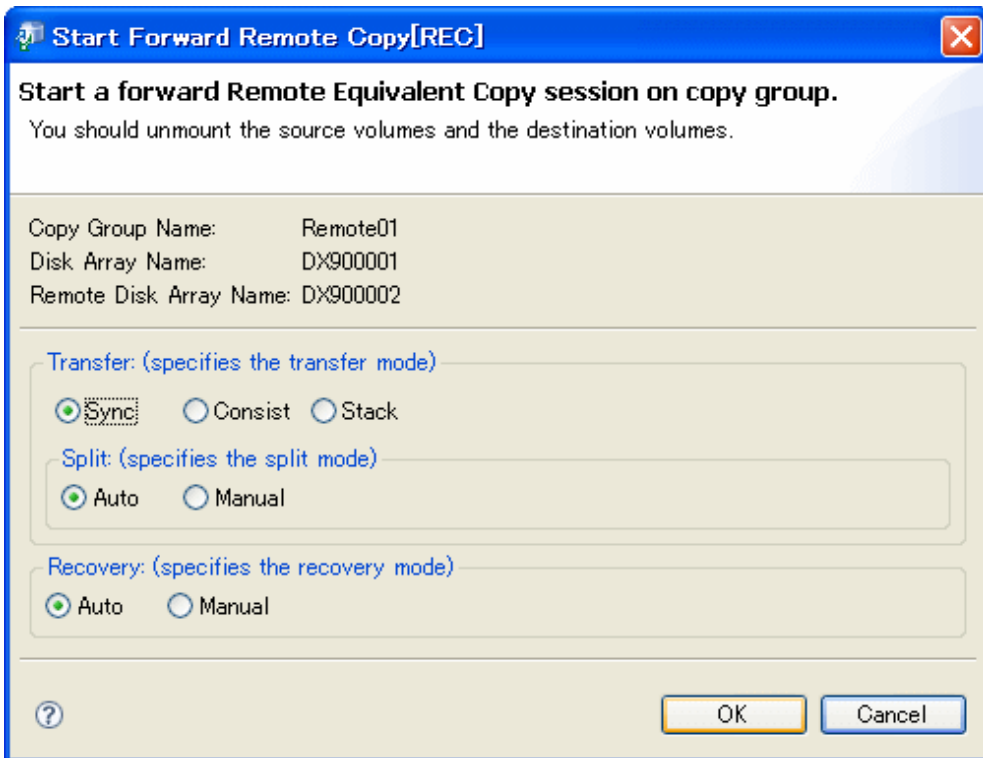 Start Forward Remote Copy[REC]
Start a forward Remote Equivalent Copy session on copy group.
You should unmount the source volumes and the destination volumes.
Copy Group Name: Remote01
Disk Array Name: DX900001
Remote Disk Array Name: DX900002
Transfer: (specifies the transfer mode)
Sync Consist Stack
Split: (specifies the split mode)
Auto Manual
Recovery: (specifies the recovery mode)
Auto Manual
? OK Cancel